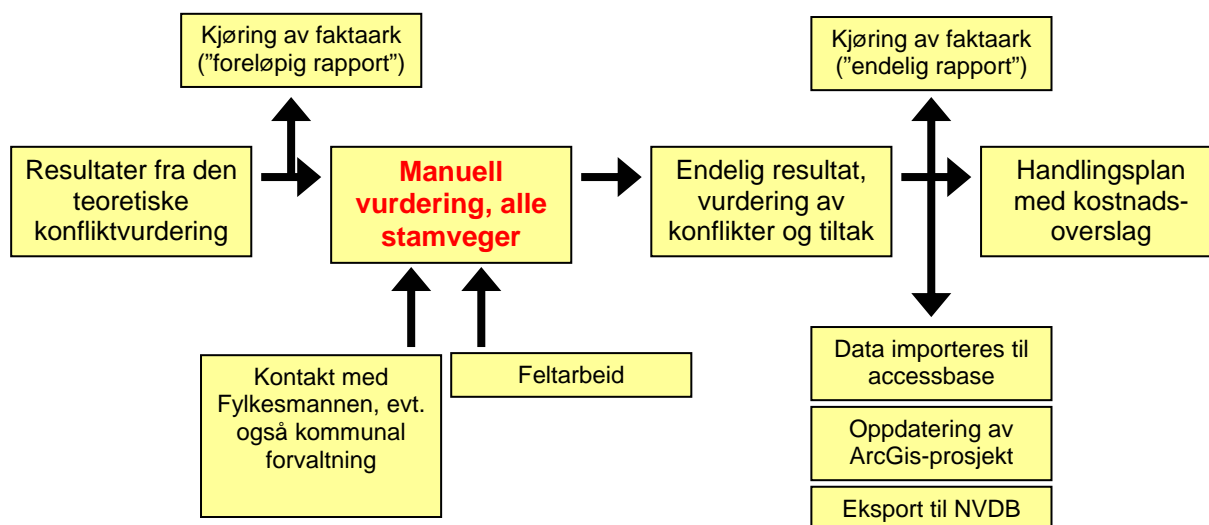 Kjøring av faktaark
(”foreløpig rapport”)
Kjøring av faktaark
(”endelig rapport”)
Resultater fra den
teoretiske
konfliktvurdering
Manuell
vurdering, alle
stamveger
Endelig resultat,
vurdering av
konflikter og tiltak
Handlingsplan
med kostnads-
overslag
Kontakt med
Fylkesmannen, evt.
også kommunal
forvaltning
Feltarbeid
Data importeres til
accessbase
Oppdatering av
ArcGis-prosjekt
Eksport til NVDB